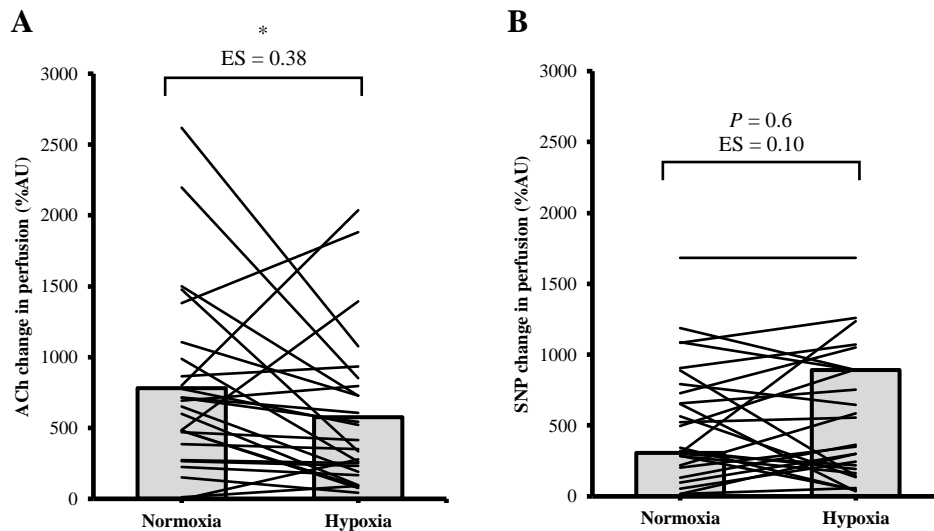 A
*
ES = 0.38
3000
2500
2000
1500
1000
500
0
ACh change in perfusion (%AU)
Normoxia Hypoxia
B
P = 0.6
ES = 0.10
3000
2500
2000
1500
1000
500
0
SNP change in perfusion (%AU)
Normoxia Hypoxia